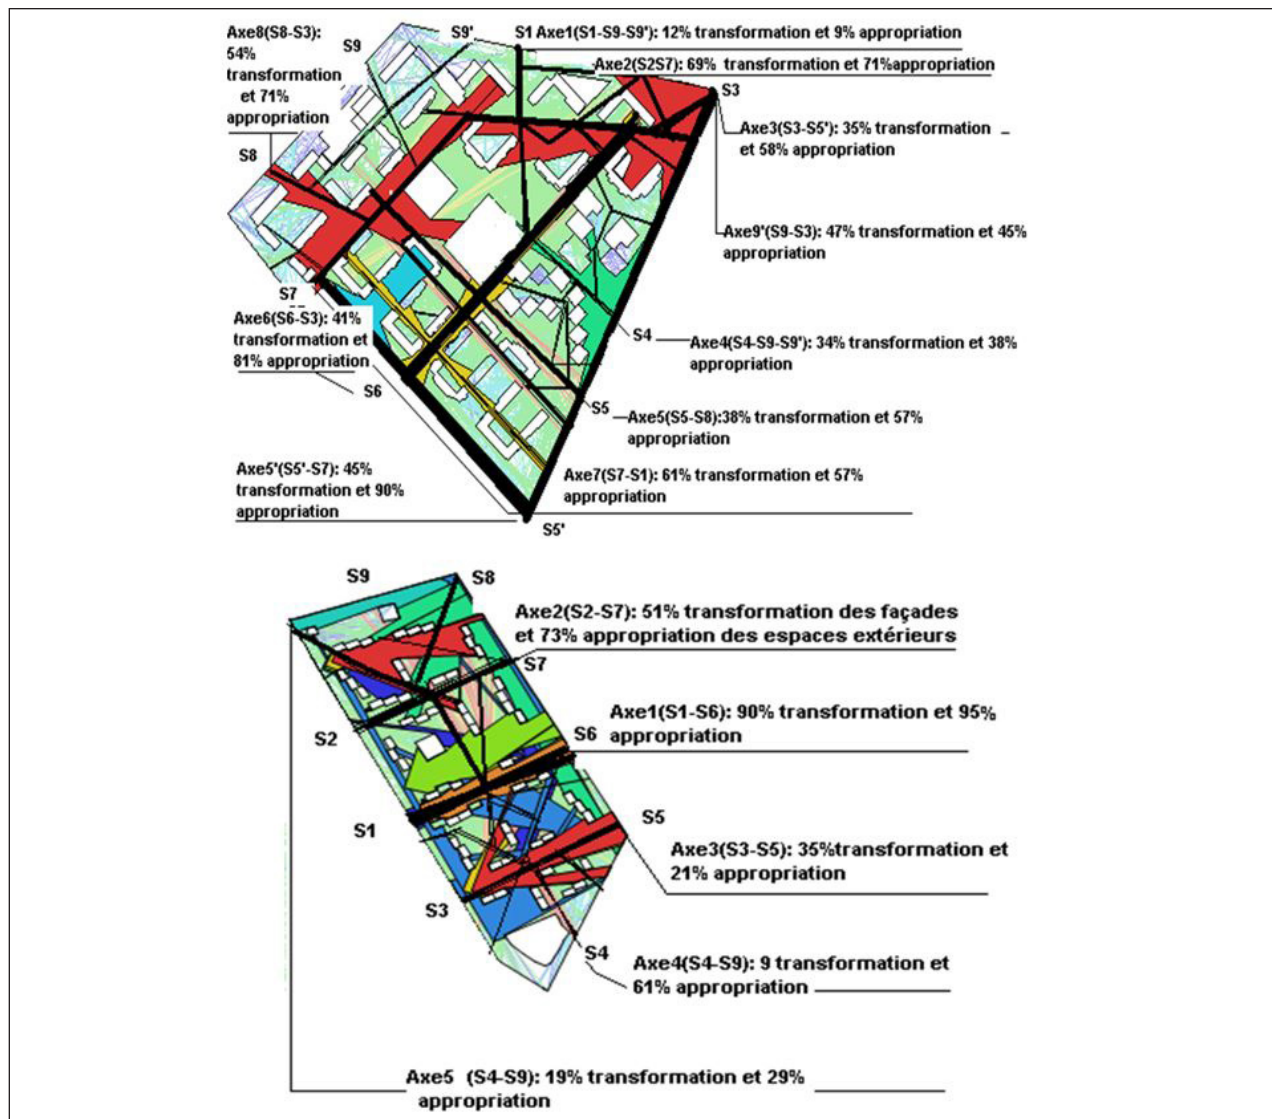 Axe8(S8-S3):
54%
transformation
et 71%
appropriation
S9
S9'
S1 Axe1(S1-S9-S9'): 12% transformation et 9% appropriation
Axe2(S2S7): 69% transformation et 71%appropriation
S3
Axe3(S3-S5'): 35% transformation
et 58% appropriation
S8
Axe9'(S9-S3): 47% transformation et 45%
appropriation
S7
Axe6(S6-S3): 41%
transformation et
81% appropriation
S4
Axe4(S4-S9-S9'): 34% transformation et 38%
appropriation
S6
S5
Axe5(S5-S8):38% transformation et 57%
appropriation
Axe5'(S5'-S7): 45%
transformation et 90%
appropriation
Axe7(S7-S1): 61% transformation et 57%
appropriation
S5'
S9
S8
Axe2(S2-S7): 51% transformation des façades
et 73% appropriation des espaces extérieurs
S7
Axe1(S1-S6): 90% transformation et 95%
appropriation
S2
S6
S1
S5
Axe3(S3-S5): 35%transformation et
21% appropriation
S3
S4
Axe4(S4-S9): 9 transformation et
61% appropriation
Axe5 (S4-S9): 19% transformation et 29%
appropriation